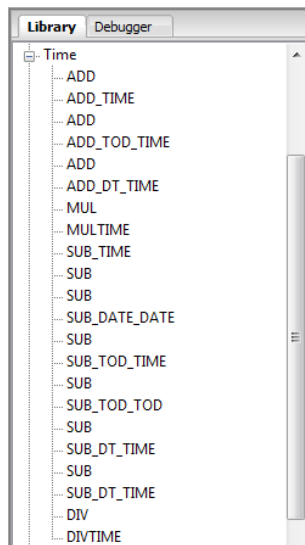 Library Debugger
Time
ADD
ADD_TIME
ADD
ADD_TOD_TIME
ADD
ADD_DT_TIME
MUL
MULTIME
SUB_TIME
SUB
SUB
SUB_DATE_DATE
SUB
SUB_TOD_TIME
SUB
SUB_TOD_TOD
SUB
SUB_DT_TIME
SUB
SUB_DT_TIME
DIV
DIVTIME